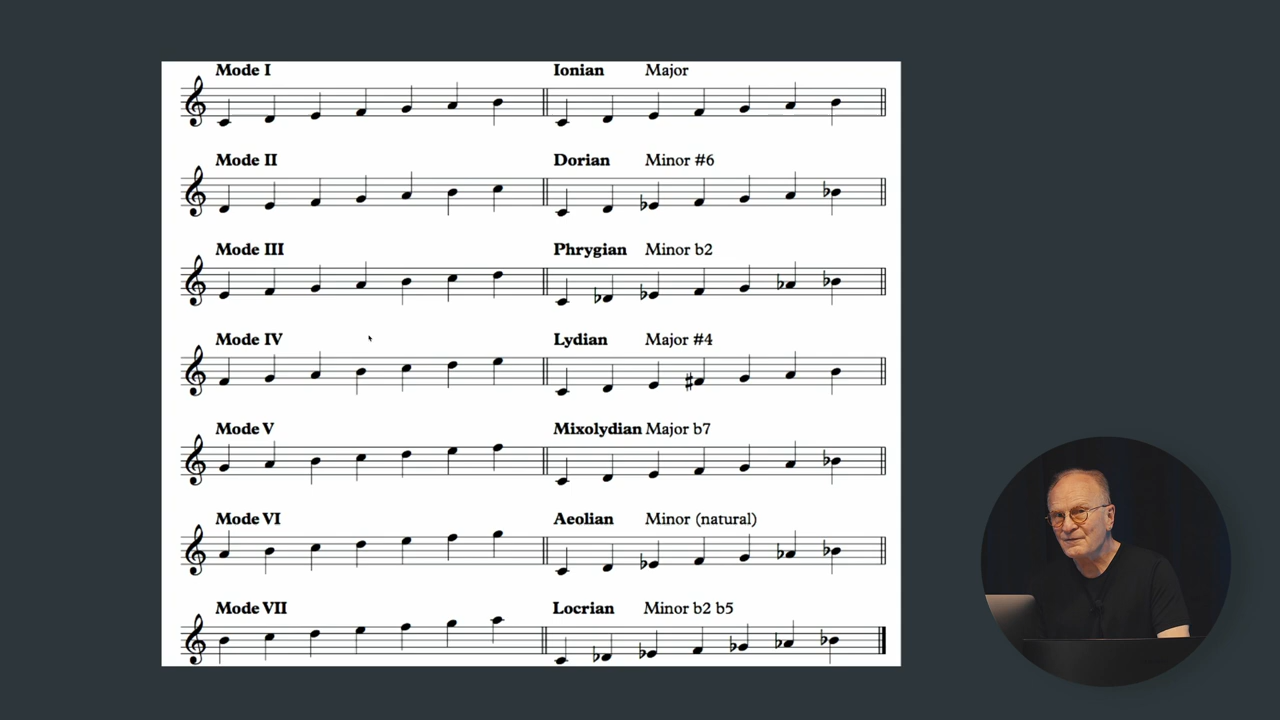 Mode I Ionian Major
Mode II Dorian Minor #6
Mode III Phrygian Minor b2
Mode IV Lydian Major #4
Mode V Mixolydian Major b7
Mode VI Aeolian Minor (natural)
Mode VII Locrian Minor b2 b5